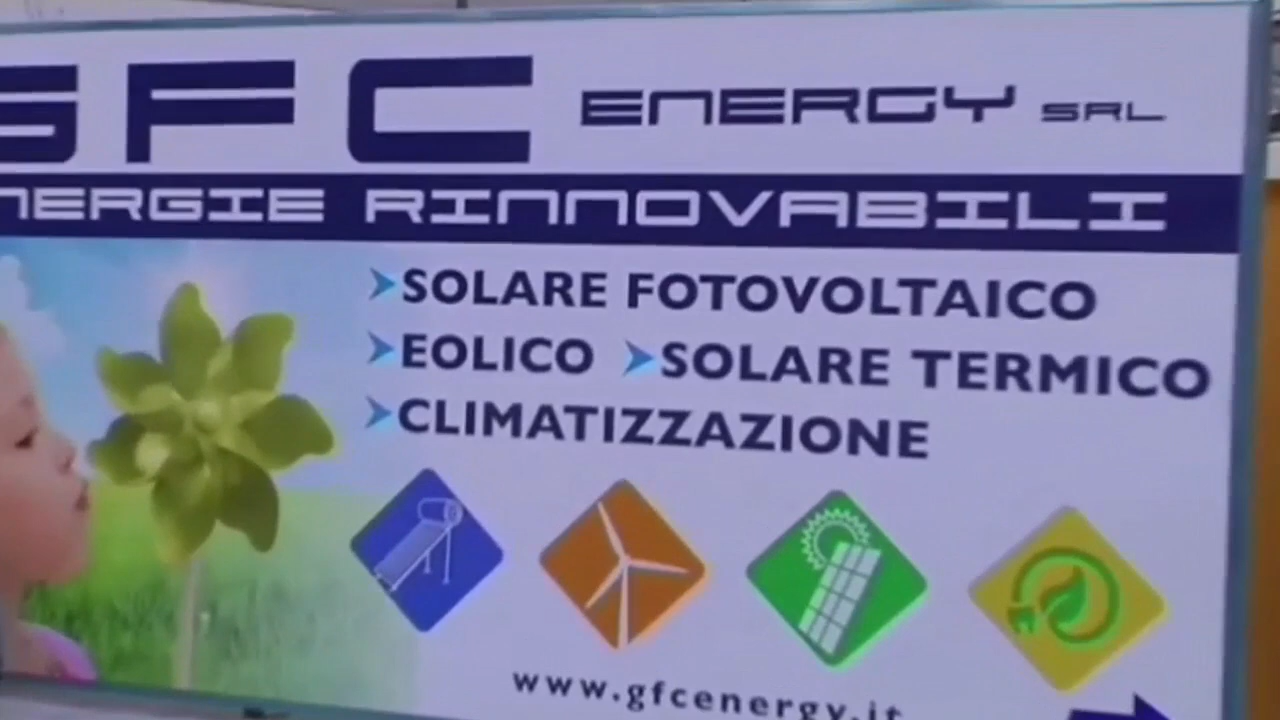 GFC ENERGY SRL
ENERGIE RINNOVABILI
➤SOLARE FOTOVOLTAICO
➤EOLICO ➤SOLARE TERMICO
➤CLIMATIZZAZIONE
www.gfcenergy.it